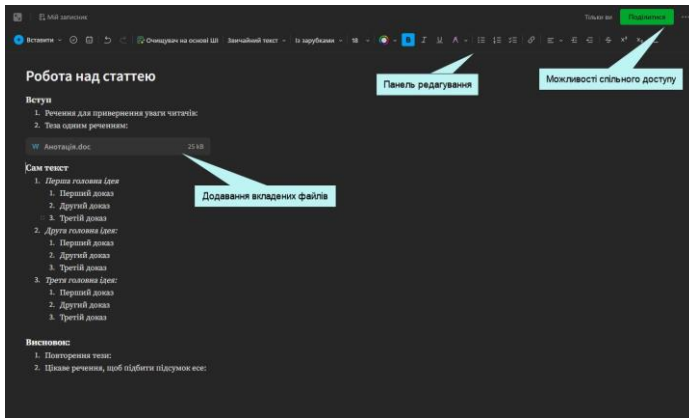 Мій записник
Тільки ви
Поділитися
Вставити
Очищувач на основі ШІ
Звичайний текст
Із зарубками
18
B I U A
Панель редагування
Можливості спільного доступу
Робота над статтею
Вступ
1. Речення для привернення уваги читачів:
2. Теза одним реченням:
W Анотація.doc 25 kB
Додавання вкладених файлів
Сам текст
1. Перша головна ідея
1. Перший доказ
2. Другий доказ
3. Третій доказ
2. Друга головна ідея:
1. Перший доказ
2. Другий доказ
3. Третій доказ
3. Третя головна ідея:
1. Перший доказ
2. Другий доказ
3. Третій доказ
Висновок:
1. Повторення тези:
2. Цікаве речення, щоб підбити підсумок есе: